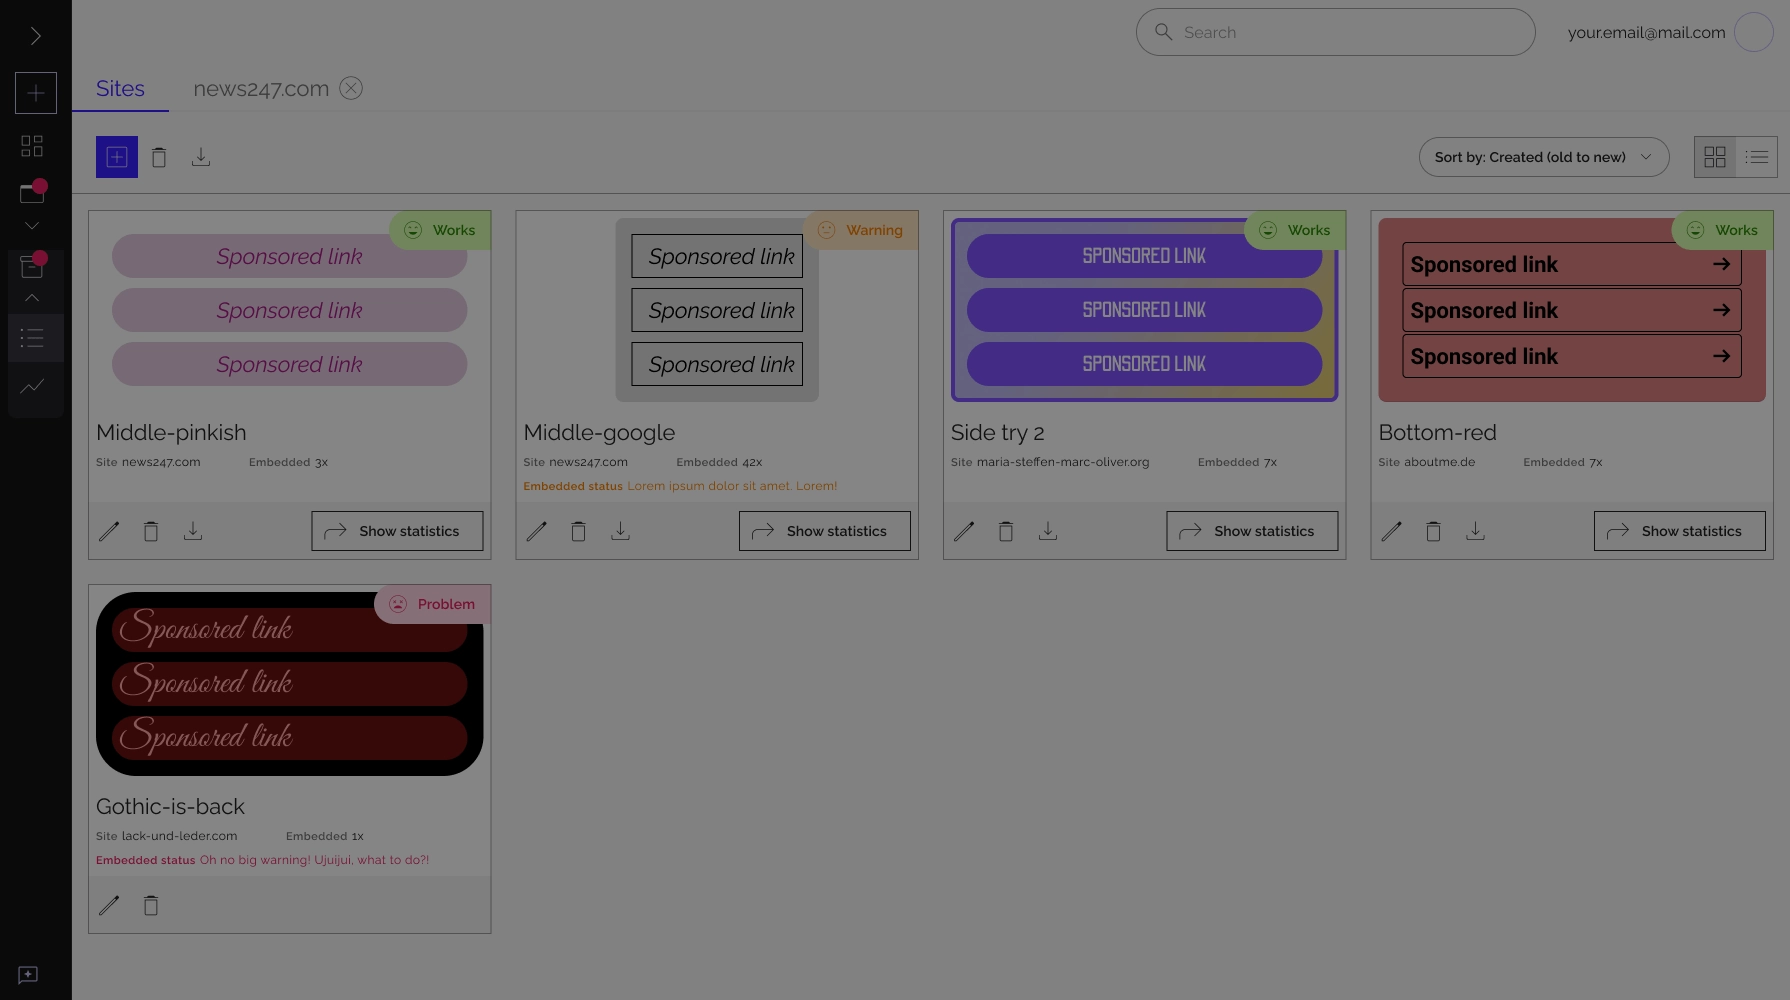 Search
your.email@mail.com
Sites
news247.com
Sort by: Created (old to new)
Works
Sponsored link
Sponsored link
Sponsored link
Middle-pinkish
Site news247.com Embedded 3x
Show statistics
Warning
Sponsored link
Sponsored link
Sponsored link
Middle-google
Site news247.com Embedded 42x
Embedded status Lorem ipsum dolor sit amet. Lorem!
Show statistics
Works
SPONSORED LINK
SPONSORED LINK
SPONSORED LINK
Side try 2
Site maria-steffen-marc-oliver.org Embedded 7x
Show statistics
Works
Sponsored link
Sponsored link
Sponsored link
Bottom-red
Site aboutme.de Embedded 7x
Show statistics
Problem
Sponsored link
Sponsored link
Sponsored link
Gothic-is-back
Site lack-und-leder.com Embedded 1x
Embedded status Oh no big warning! Ujuijui, what to do?!